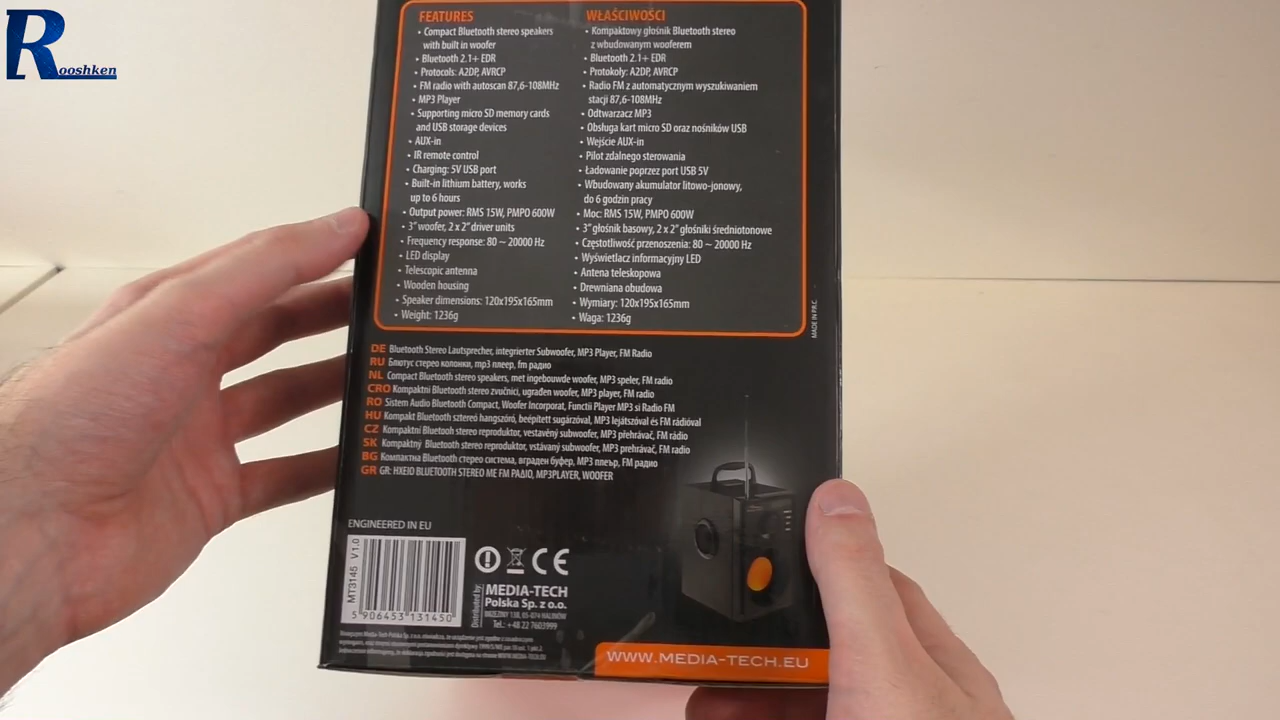 Rooshken
FEATURES
• Compact Bluetooth stereo speakers
with built in woofer
• Bluetooth 2.1+ EDR
• Protocols: A2DP, AVRCP
• FM radio with autoscan 87,6-108MHz
• MP3 Player
• Supporting micro SD memory cards
and USB storage devices
• AUX-in
• IR remote control
• Charging: 5V USB port
• Built-in lithium battery, works
up to 6 hours
• Output power: RMS 15W, PMPO 600W
• 3" woofer, 2 x 2" driver units
• Frequency response: 80 ~ 20000 Hz
• LED display
• Telescopic antenna
• Wooden housing
• Speaker dimensions: 120x195x165mm
• Weight: 1236g
WŁAŚCIWOŚCI
• Kompaktowy głośnik Bluetooth stereo
z wbudowanym wooferem
• Bluetooth 2.1+ EDR
• Protokoły: A2DP, AVRCP
• Radio FM z automatycznym wyszukiwaniem
stacji 87,6-108MHz
• Odtwarzacz MP3
• Obsługa kart micro SD oraz nośników USB
• Wejście AUX-in
• Pilot zdalnego sterowania
• Ładowanie poprzez port USB 5V
• Wbudowany akumulator litowo-jonowy,
do 6 godzin pracy
• Moc: RMS 15W, PMPO 600W
• 3" głośnik basowy, 2 x 2" głośniki średniotonowe
• Częstotliwość przenoszenia: 80 ~ 20000 Hz
• Wyświetlacz informacyjny LED
• Antena teleskopowa
• Drewniana obudowa
• Wymiary: 120x195x165mm
• Waga: 1236g
MADE IN P.R.C.
DE Bluetooth Stereo Lautsprecher, integrierter Subwoofer, MP3 Player, FM Radio
RU Блютус стерео колонки, mp3 плеер, fm радио
NL Compact Bluetooth stereo speakers, met ingebouwde woofer, MP3 speler, FM radio
CRO Kompaktni Bluetooth stereo zvučnici, ugrađen woofer, MP3 player, FM radio
RO Sistem Audio Bluetooth Compact, Woofer Incorporat, Functii Player MP3 si Radio FM
HU Kompakt Bluetooth sztereó hangszóró, beépített sugárzóval, MP3 lejátszóval és FM rádióval
CZ Kompaktní Bluetooth stereo reproduktor, vestavěný subwoofer, MP3 přehrávač, FM rádio
SK Kompaktný Bluetooth stereo reproduktor, vstávaný subwoofer, MP3 prehrávač, FM rádio
BG Компактна Bluetooth стерео система, вграден буфер, MP3 плеър, FM радио
GR GR: ΗΧΕΙΟ BLUETOOTH STEREO ME FM ΡΑΔΙΟ, MP3PLAYER, WOOFER
ENGINEERED IN EU
MT3145 V1.0
5 906453 131450
Distributed by:
MEDIA-TECH
Polska Sp. z o.o.
Tel.: +48 22 7603999
WWW.MEDIA-TECH.EU